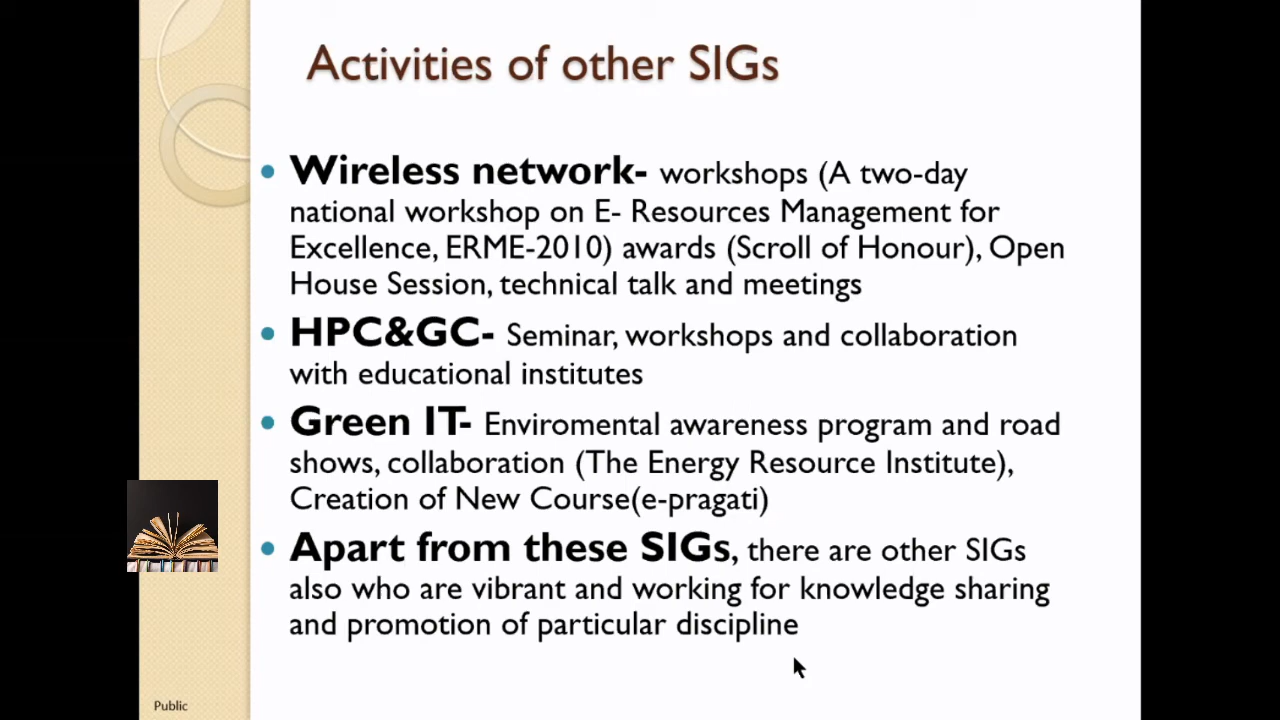 Activities of other SIGs
• Wireless network- workshops (A two-day
national workshop on E- Resources Management for
Excellence, ERME-2010) awards (Scroll of Honour), Open
House Session, technical talk and meetings
• HPC&GC- Seminar, workshops and collaboration
with educational institutes
• Green IT- Enviromental awareness program and road
shows, collaboration (The Energy Resource Institute),
Creation of New Course(e-pragati)
• Apart from these SIGs, there are other SIGs
also who are vibrant and working for knowledge sharing
and promotion of particular discipline
Public